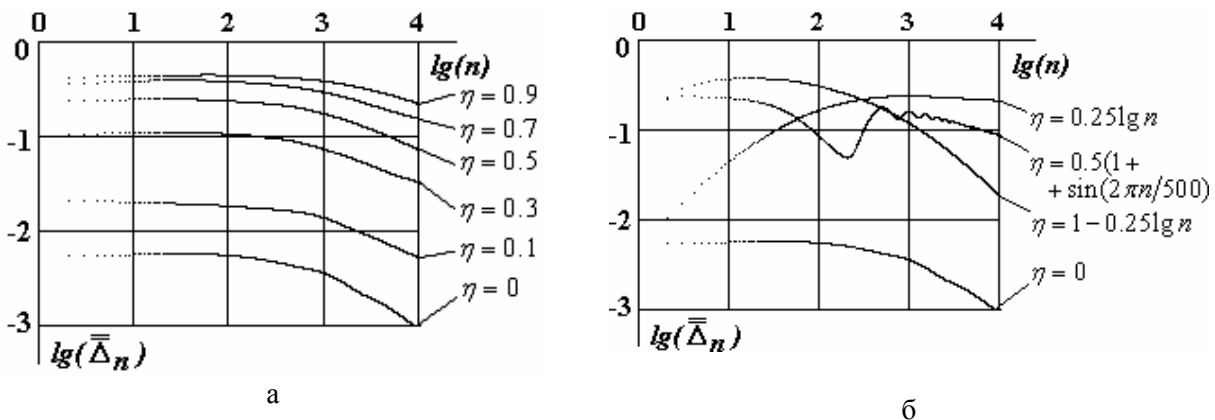 0 1 2 3 4
0
lg(n)
η = 0.9
η = 0.7
-1
η = 0.5
η = 0.3
-2
η = 0.1
η = 0
-3
lg(Δ̿ₙ)
а
0 1 2 3 4
0
lg(n)
η = 0.25lg n
-1
η = 0.5(1+
+ sin(2πn/500)
-2
η = 1 − 0.25lg n
η = 0
-3
lg(Δ̿ₙ)
б